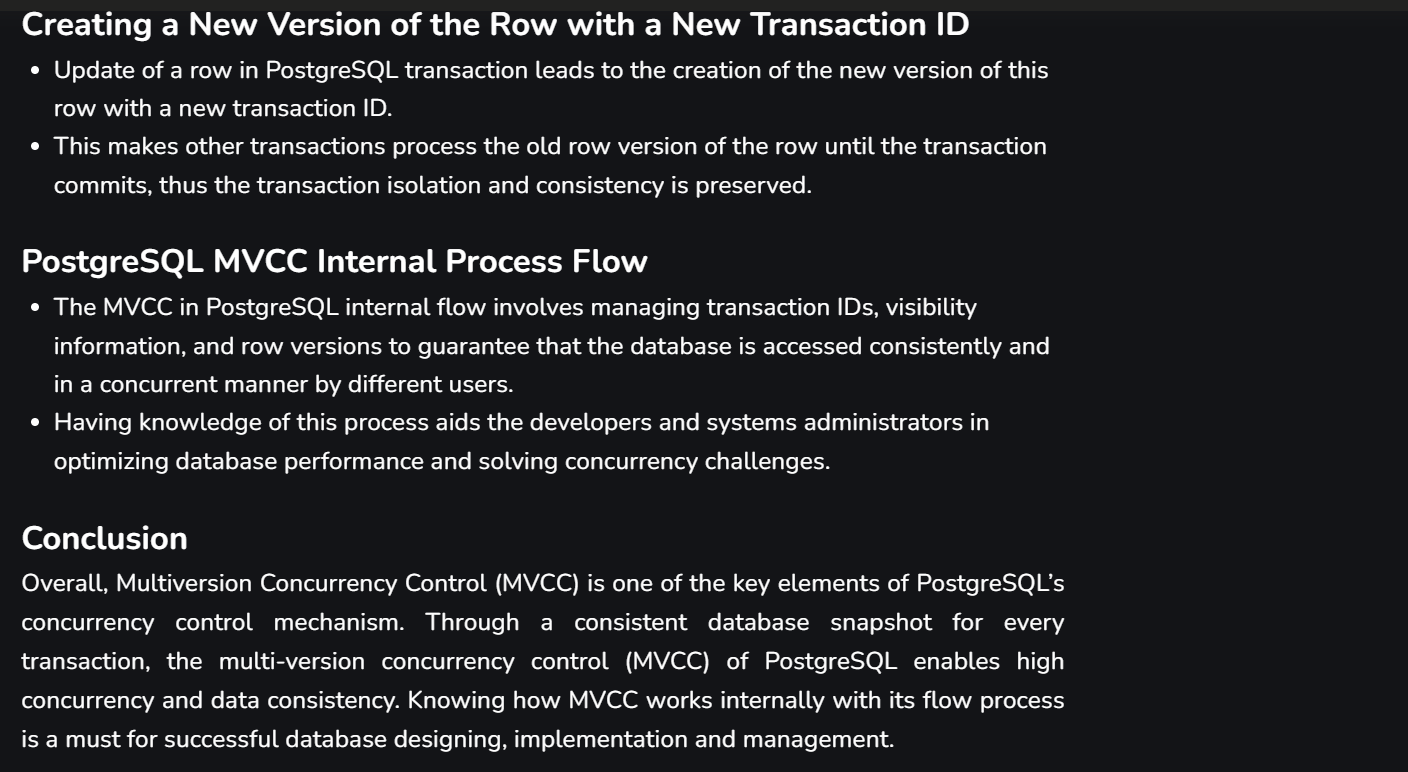 Creating a New Version of the Row with a New Transaction ID
• Update of a row in PostgreSQL transaction leads to the creation of the new version of this
row with a new transaction ID.
• This makes other transactions process the old row version of the row until the transaction
commits, thus the transaction isolation and consistency is preserved.
PostgreSQL MVCC Internal Process Flow
• The MVCC in PostgreSQL internal flow involves managing transaction IDs, visibility
information, and row versions to guarantee that the database is accessed consistently and
in a concurrent manner by different users.
• Having knowledge of this process aids the developers and systems administrators in
optimizing database performance and solving concurrency challenges.
Conclusion
Overall, Multiversion Concurrency Control (MVCC) is one of the key elements of PostgreSQL’s
concurrency control mechanism. Through a consistent database snapshot for every
transaction, the multi-version concurrency control (MVCC) of PostgreSQL enables high
concurrency and data consistency. Knowing how MVCC works internally with its flow process
is a must for successful database designing, implementation and management.